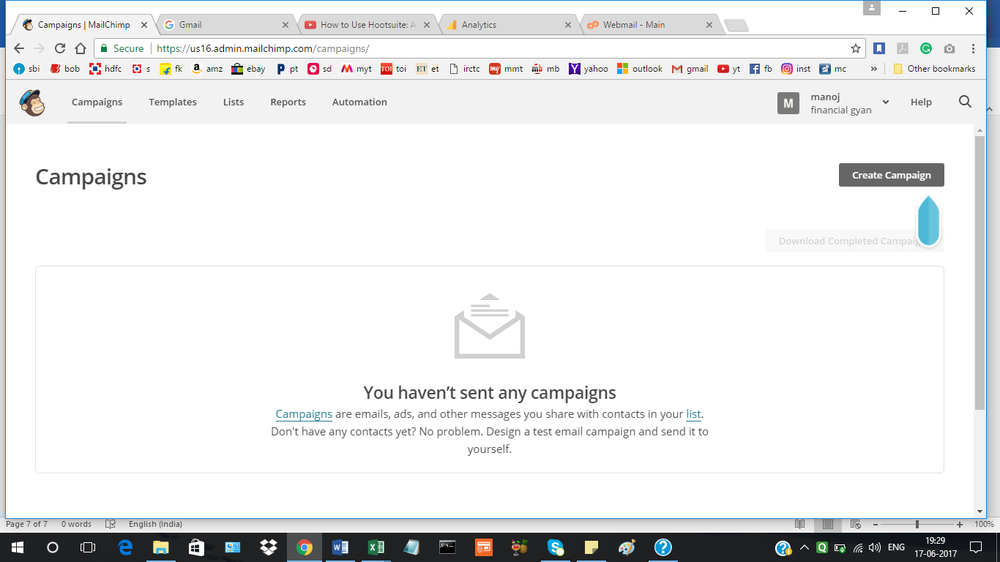 Campaigns | MailChimp
Gmail
How to Use Hootsuite: A
Analytics
Webmail - Main
Secure
https://us16.admin.mailchimp.com/campaigns/
sbi
bob
hdfc
s
fk
amz
ebay
pt
sd
myt
TOI toi
ET et
irctc
my mmt
mb
yahoo
outlook
gmail
yt
fb
inst
mc
»
Other bookmarks
Campaigns
Templates
Lists
Reports
Automation
M
manoj
financial gyan
Help
Campaigns
Create Campaign
Download Completed Campaig
You haven't sent any campaigns
Campaigns are emails, ads, and other messages you share with contacts in your list.
Don't have any contacts yet? No problem. Design a test email campaign and send it to
yourself.
Page 7 of 7
0 words
English (India)
100%
ENG
19:29
17-06-2017